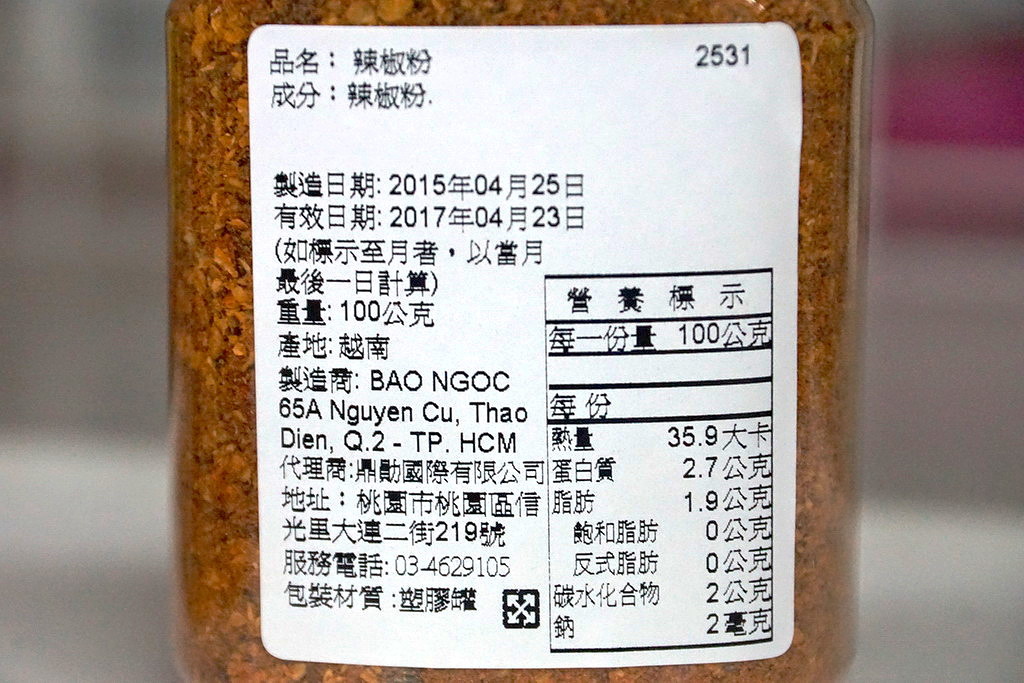 品名： 辣椒粉
2531
成分：辣椒粉.
製造日期: 2015年04月25日
有效日期: 2017年04月23日
(如標示至月者，以當月
最後一日計算)
重量: 100公克
產地: 越南
製造商: BAO NGOC
65A Nguyen Cu, Thao
Dien, Q.2 - TP. HCM
代理商:鼎勛國際有限公司
地址： 桃園市桃園區信
光里大連二街219號
服務電話: 03-4629105
包裝材質 :塑膠罐
營 養 標 示
每一份量 100公克
每 份
熱量 35.9大卡
蛋白質 2.7公克
脂肪 1.9公克
飽和脂肪 0公克
反式脂肪 0公克
碳水化合物 2公克
鈉 2毫克